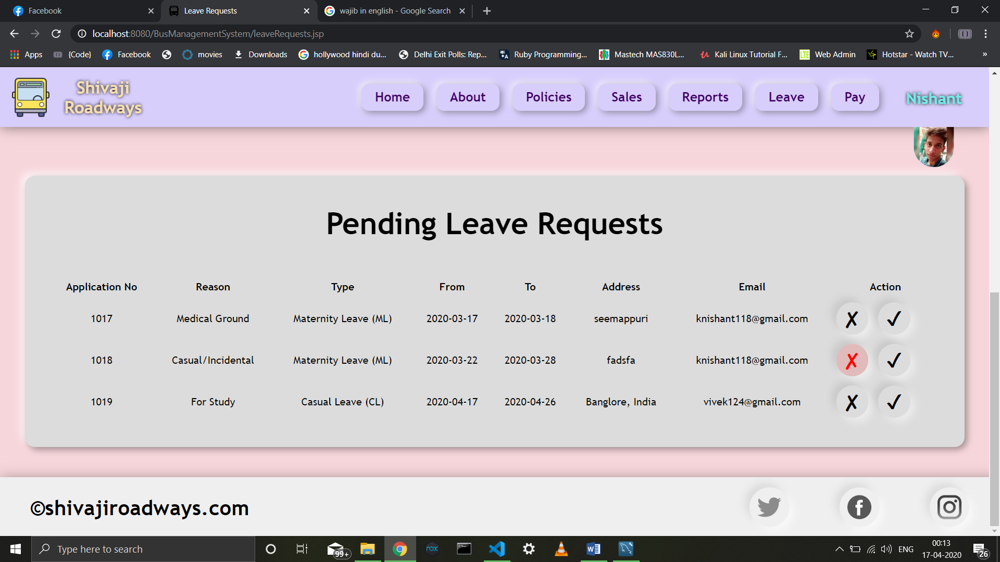 Facebook
Leave Requests
wajib in english - Google Search
localhost:8080/BusManagementSystem/leaveRequests.jsp
Apps
{Code}
Facebook
movies
Downloads
hollywood hindi du...
Delhi Exit Polls: Rep...
Ruby Programming...
Mastech MAS830L...
Kali Linux Tutorial F...
LTE
Web Admin
Hotstar - Watch TV...
»
Shivaji
Roadways
Home
About
Policies
Sales
Reports
Leave
Pay
Nishant
Pending Leave Requests
Application No Reason Type From To Address Email Action
1017 Medical Ground Maternity Leave (ML) 2020-03-17 2020-03-18 seemappuri knishant118@gmail.com ✗ ✓
1018 Casual/Incidental Maternity Leave (ML) 2020-03-22 2020-03-28 fadsfa knishant118@gmail.com ✗ ✓
1019 For Study Casual Leave (CL) 2020-04-17 2020-04-26 Banglore, India vivek124@gmail.com ✗ ✓
©shivajiroadways.com
Type here to search
99+
nox
ENG
00:13
17-04-2020
26